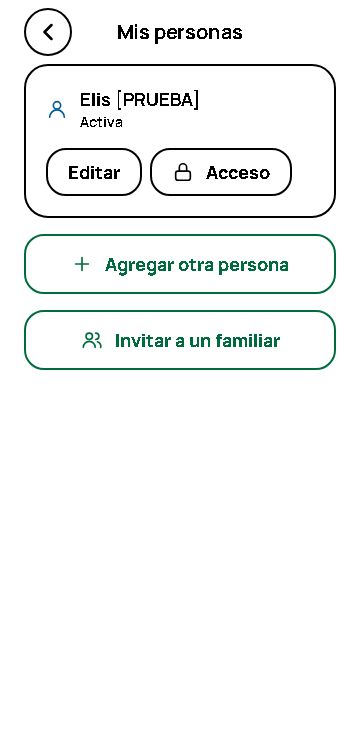 Mis personas
Elis [PRUEBA]
Activa
Editar
Acceso
Agregar otra persona
Invitar a un familiar